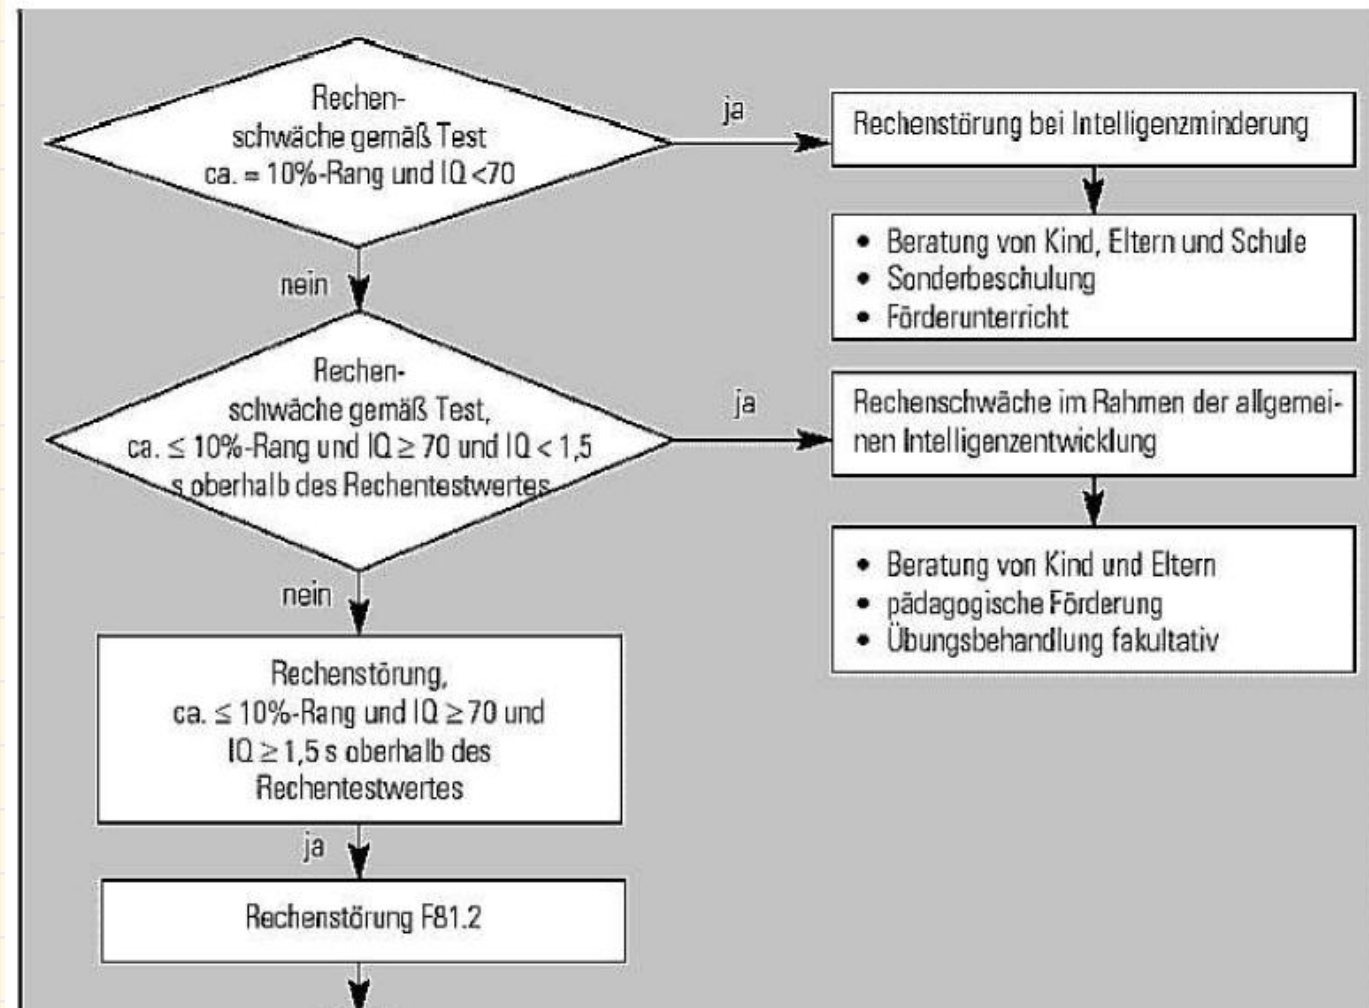 Rechen-
schwäche gemäß Test
ca. = 10%-Rang und IQ <70
ja
Rechenstörung bei Intelligenzminderung
• Beratung von Kind, Eltern und Schule
• Sonderbeschulung
• Förderunterricht
nein
Rechen-
schwäche gemäß Test,
ca. ≤ 10%-Rang und IQ ≥ 70 und IQ < 1,5
s oberhalb des Rechentestwertes
ja
Rechenschwäche im Rahmen der allgemei-
nen Intelligenzentwicklung
• Beratung von Kind und Eltern
• pädagogische Förderung
• Übungsbehandlung fakultativ
nein
Rechenstörung,
ca. ≤ 10%-Rang und IQ ≥ 70 und
IQ ≥ 1,5 s oberhalb des
Rechentestwertes
ja
Rechenstörung F81.2